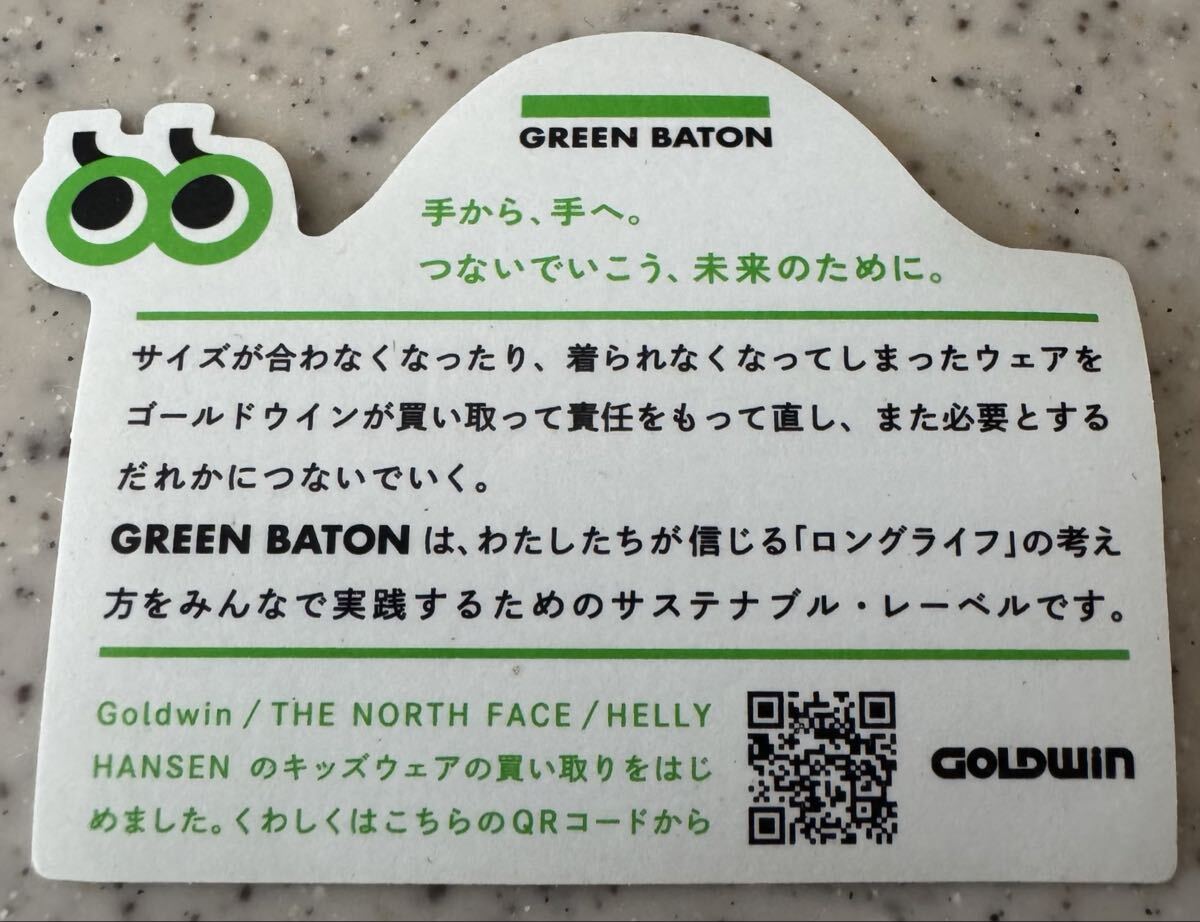 GREEN BATON
手から、手へ。
つないでいこう、未来のために。
サイズが合わなくなったり、着られなくなってしまったウェアを
ゴールドウインが買い取って責任をもって直し、また必要とする
だれかにつないでいく。
GREEN BATON は、わたしたちが信じる「ロングライフ」の考え
方をみんなで実践するためのサステナブル・レーベルです。
Goldwin / THE NORTH FACE / HELLY
HANSEN のキッズウェアの買い取りをはじ
めました。くわしくはこちらのQRコードから
GOLDWIN